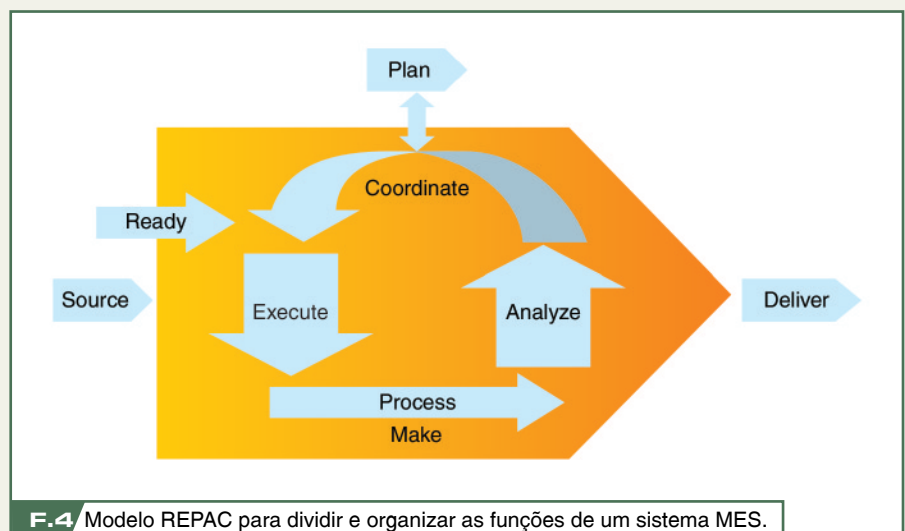 Plan
Coordinate
Ready
Source
Execute
Analyze
Deliver
Process
Make
F.4 Modelo REPAC para dividir e organizar as funções de um sistema MES.